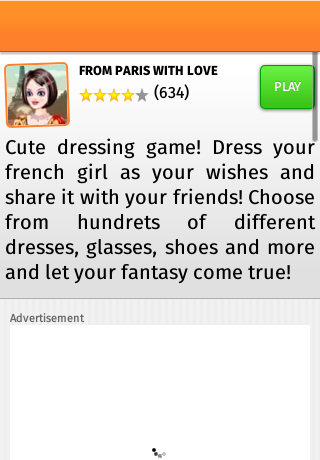 FROM PARIS WITH LOVE
(634)
PLAY
Cute dressing game! Dress your
french girl as your wishes and
share it with your friends! Choose
from hundrets of different
dresses, glasses, shoes and more
and let your fantasy come true!
Advertisement